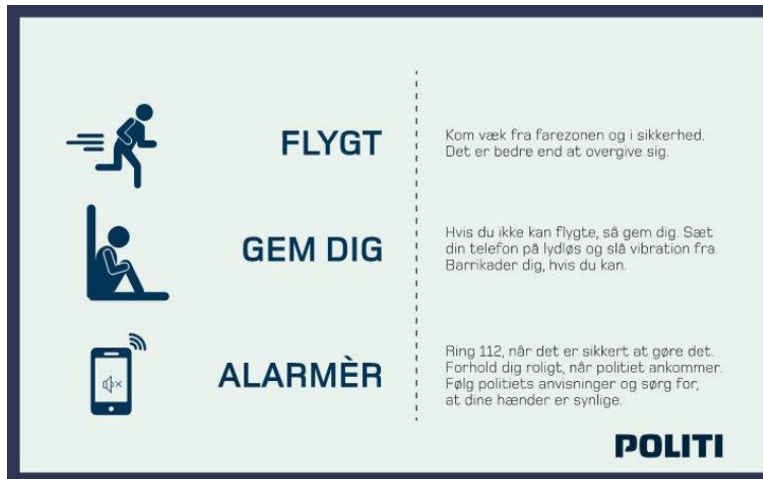 FLYGT
Kom væk fra farezonen og i sikkerhed.
Det er bedre end at overgive sig.
GEM DIG
Hvis du ikke kan flygte, så gem dig. Sæt
din telefon på lydløs og slå vibration fra.
Barrikader dig, hvis du kan.
ALARMÈR
Ring 112, når det er sikkert at gøre det.
Forhold dig roligt, når politiet ankommer.
Følg politiets anvisninger og sørg for,
at dine hænder er synlige.
POLITI